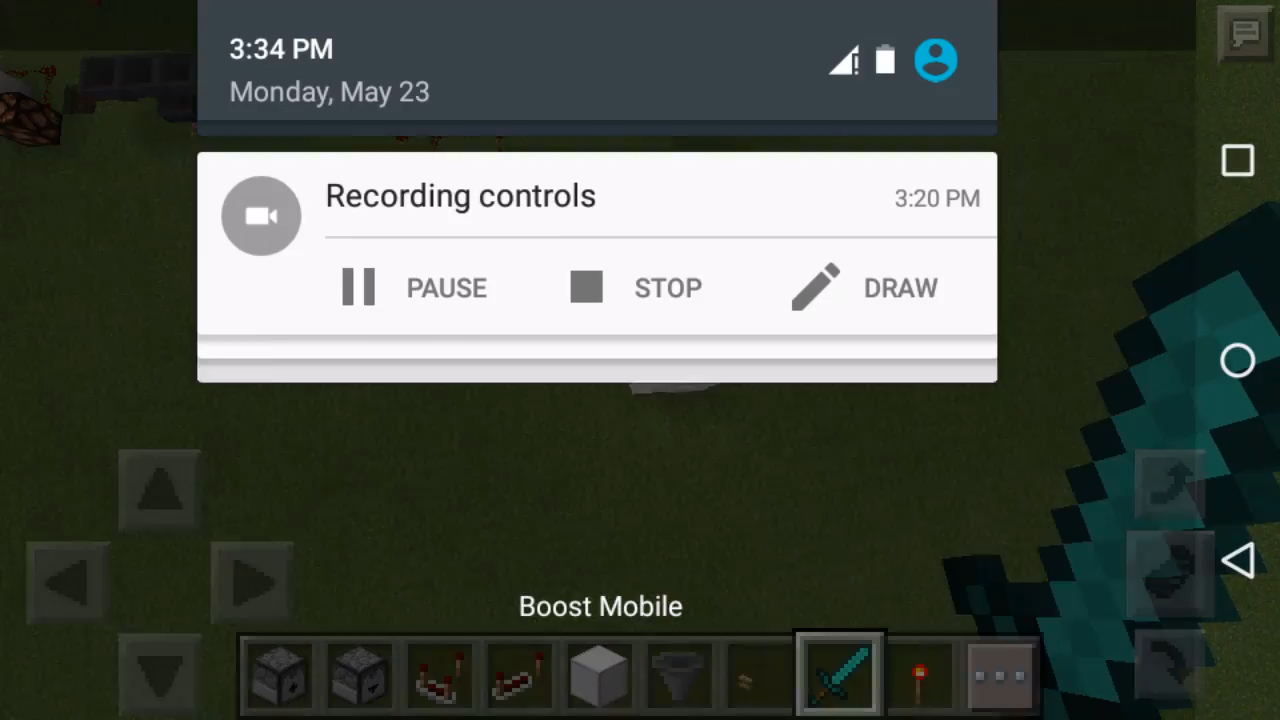 3:34 PM
Monday, May 23
Recording controls
3:20 PM
PAUSE
STOP
DRAW
Boost Mobile